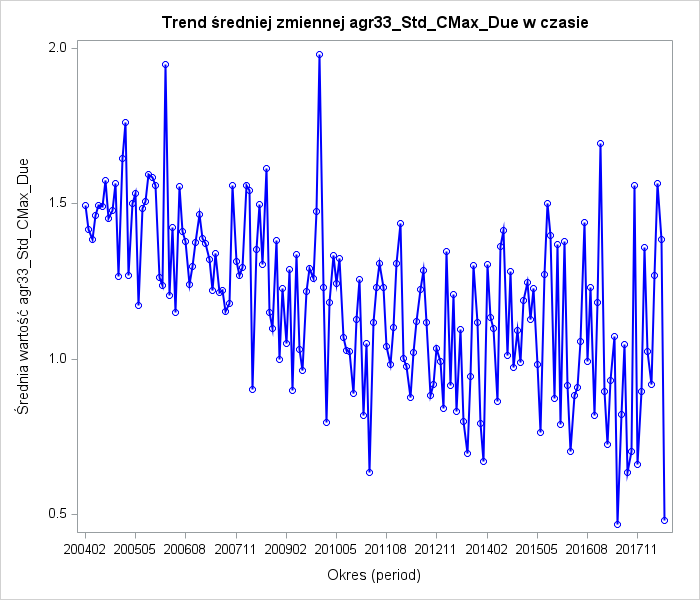 Trend średniej zmiennej agr33_Std_CMax_Due w czasie
2.0
1.5
1.0
0.5
Średnia wartość agr33_Std_CMax_Due
200402 200505 200608 200711 200902 201005 201108 201211 201402 201505 201608 201711
Okres (period)